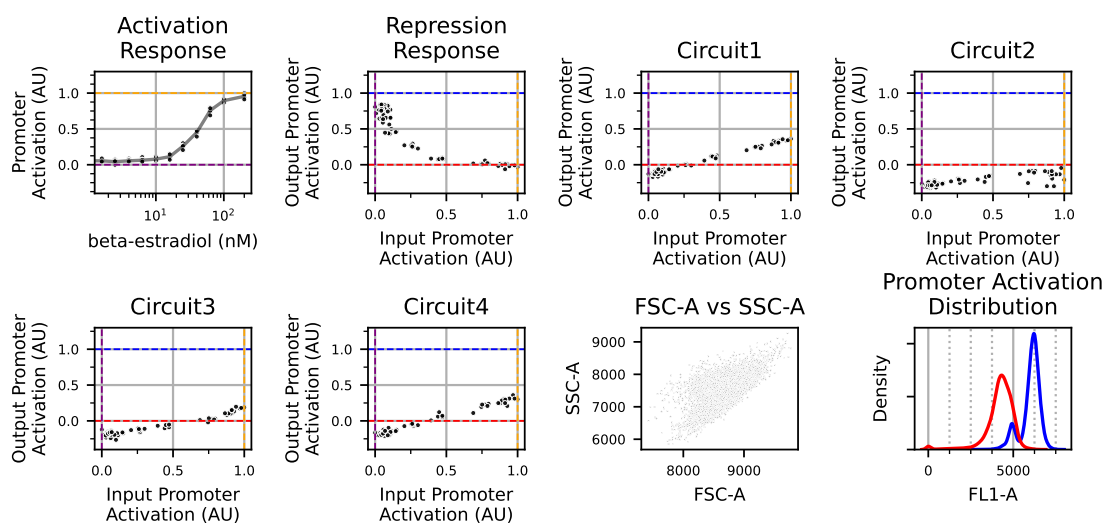 Activation
Response
Promoter
Activation (AU)
1.0
0.5
0.0
10¹
10²
beta-estradiol (nM)
Repression
Response
Output Promoter
Activation (AU)
1.0
0.5
0.0
0.0
0.5
1.0
Input Promoter
Activation (AU)
Circuit1
Output Promoter
Activation (AU)
1.0
0.5
0.0
0.0
0.5
1.0
Input Promoter
Activation (AU)
Circuit2
Output Promoter
Activation (AU)
1.0
0.5
0.0
0.0
0.5
1.0
Input Promoter
Activation (AU)
Circuit3
Output Promoter
Activation (AU)
1.0
0.5
0.0
0.0
0.5
1.0
Input Promoter
Activation (AU)
Circuit4
Output Promoter
Activation (AU)
1.0
0.5
0.0
0.0
0.5
1.0
Input Promoter
Activation (AU)
FSC-A vs SSC-A
SSC-A
9000
8000
7000
6000
8000
9000
FSC-A
Promoter Activation
Distribution
Density
0
5000
FL1-A